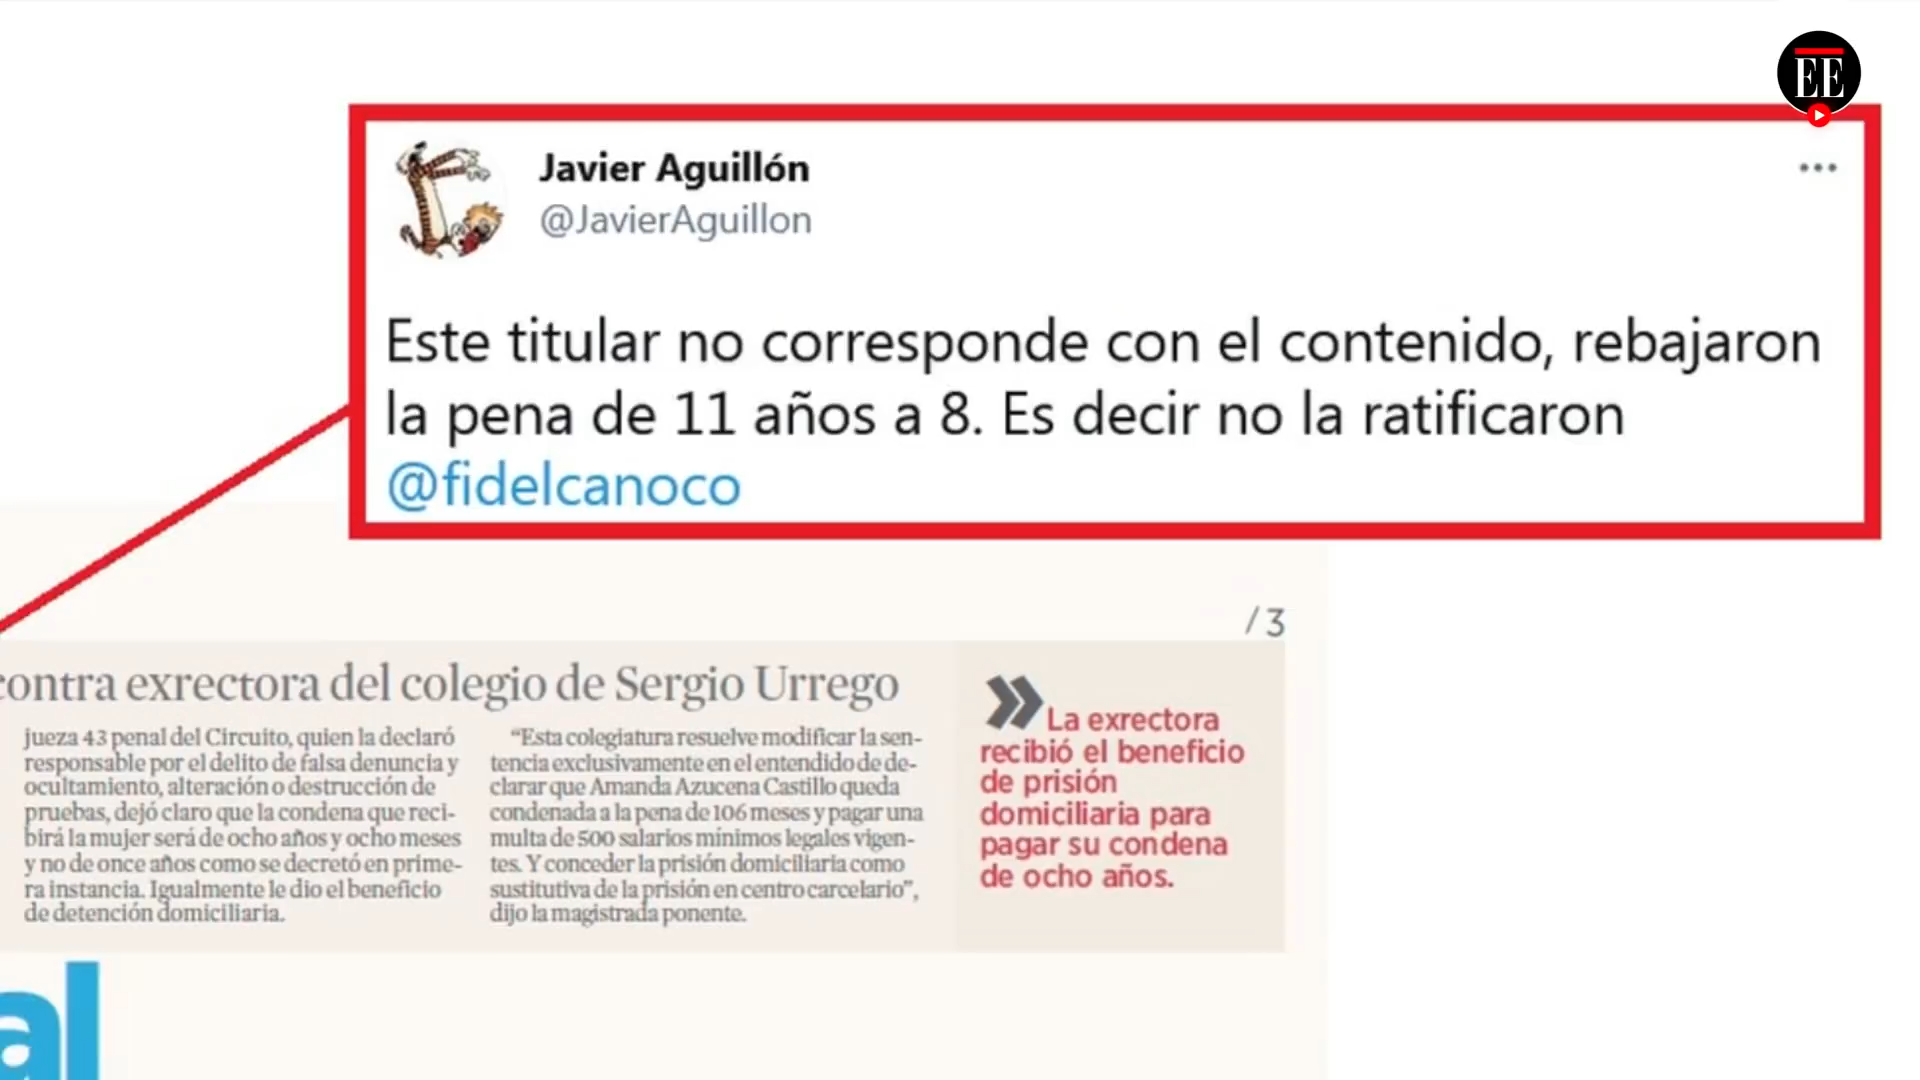 EE
Javier Aguillón
@JavierAguillon
Este titular no corresponde con el contenido, rebajaron
la pena de 11 años a 8. Es decir no la ratificaron
@fidelcanoco
/ 3
contra exrectora del colegio de Sergio Urrego
jueza 43 penal del Circuito, quien la declaró
responsable por el delito de falsa denuncia y
ocultamiento, alteración o destrucción de
pruebas, dejó claro que la condena que reci-
birá la mujer será de ocho años y ocho meses
y no de once años como se decretó en prime-
ra instancia. Igualmente le dio el beneficio
de detención domiciliaria.
“Esta colegiatura resuelve modificar la sen-
tencia exclusivamente en el entendido de de-
clarar que Amanda Azucena Castillo queda
condenada a la pena de 106 meses y pagar una
multa de 500 salarios mínimos legales vigen-
tes. Y conceder la prisión domiciliaria como
sustitutiva de la prisión en centro carcelario”,
dijo la magistrada ponente.
La exrectora
recibió el beneficio
de prisión
domiciliaria para
pagar su condena
de ocho años.
al